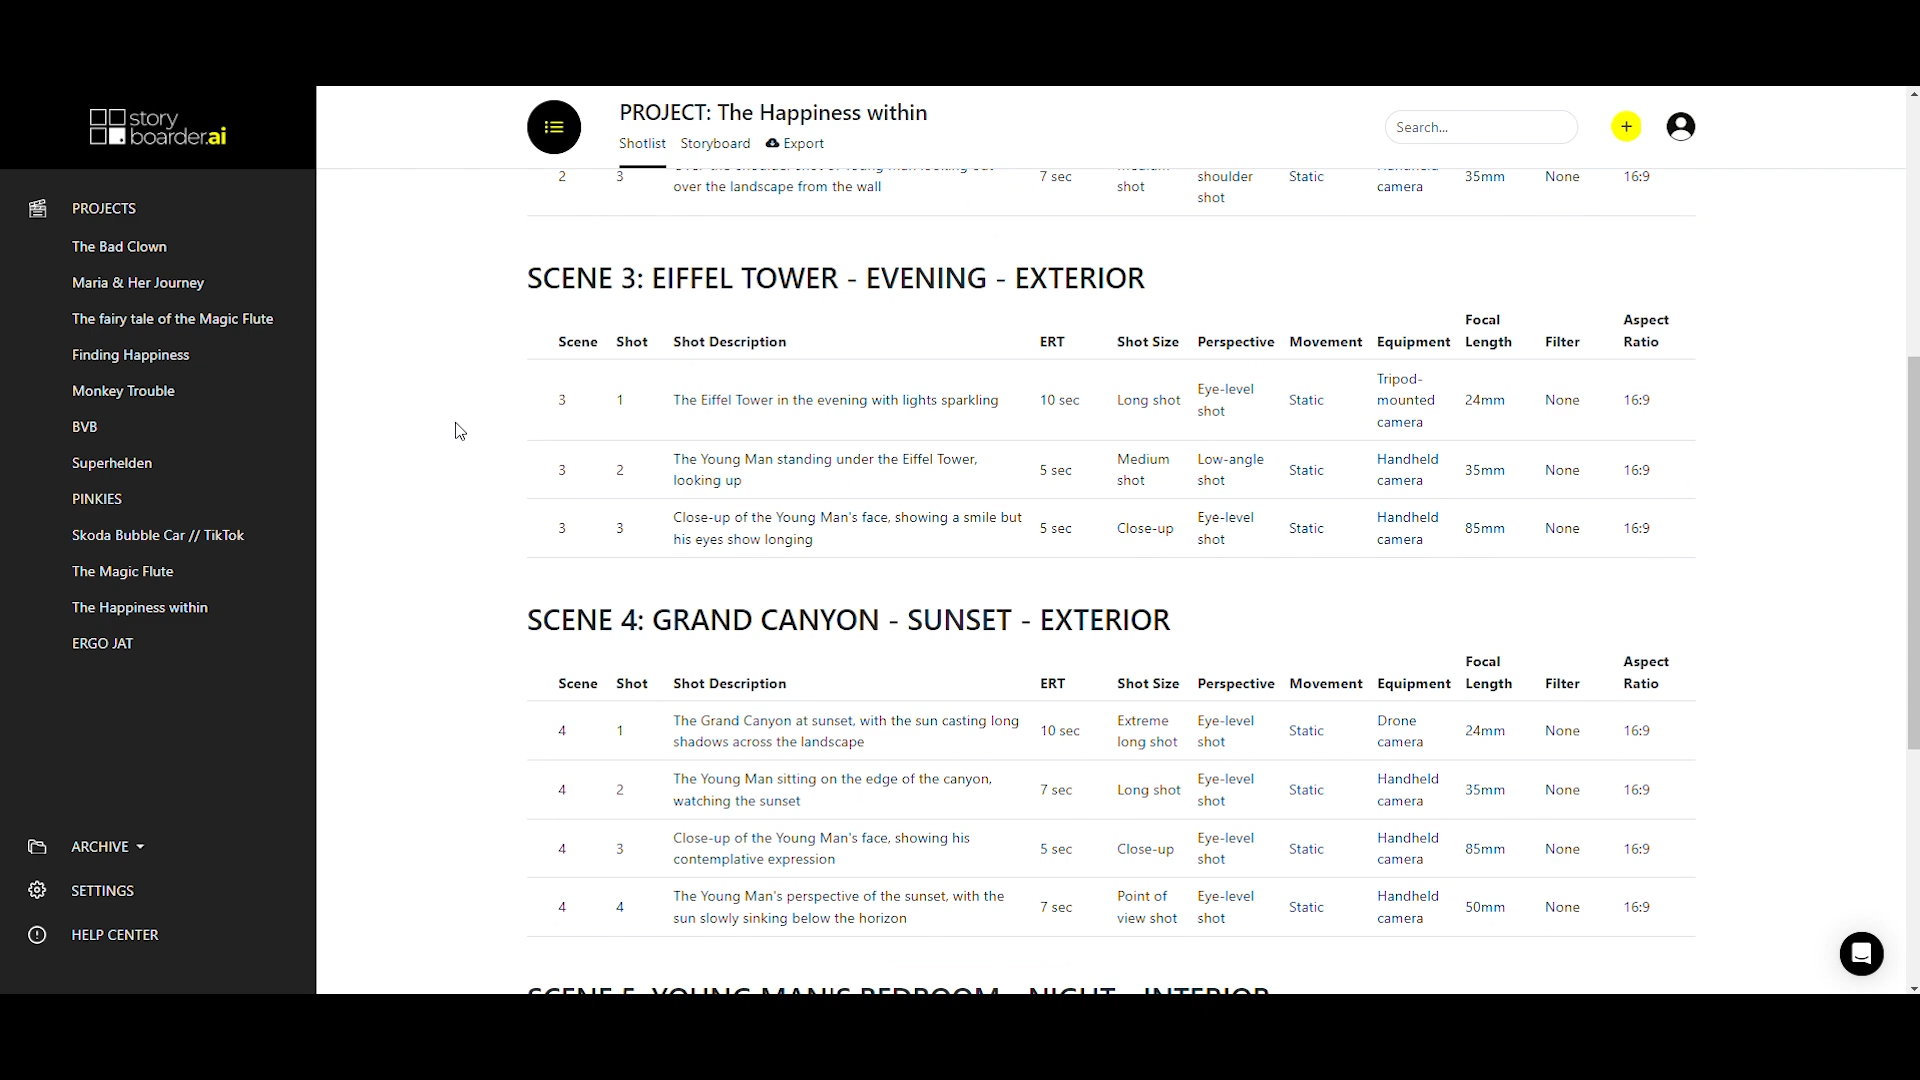 story
boarder.ai
PROJECT: The Happiness within
Shotlist Storyboard Export
Search...
+
PROJECTS
The Bad Clown
Maria & Her Journey
The fairy tale of the Magic Flute
Finding Happiness
Monkey Trouble
BVB
Superhelden
PINKIES
Skoda Bubble Car // TikTok
The Magic Flute
The Happiness within
ERGO JAT
ARCHIVE
SETTINGS
HELP CENTER
2 3 7 sec shoulder Static 35mm None 16:9
over the landscape from the wall shot camera
shot
SCENE 3: EIFFEL TOWER - EVENING - EXTERIOR
Focal Aspect
Scene Shot Shot Description ERT Shot Size Perspective Movement Equipment Length Filter Ratio
Tripod-
Eye-level
3 1 The Eiffel Tower in the evening with lights sparkling 10 sec Long shot Static mounted 24mm None 16:9
shot
camera
The Young Man standing under the Eiffel Tower, Medium Low-angle Handheld
3 2 5 sec Static 35mm None 16:9
looking up shot shot camera
Close-up of the Young Man's face, showing a smile but Eye-level Handheld
3 3 5 sec Close-up Static 85mm None 16:9
his eyes show longing shot camera
SCENE 4: GRAND CANYON - SUNSET - EXTERIOR
Focal Aspect
Scene Shot Shot Description ERT Shot Size Perspective Movement Equipment Length Filter Ratio
The Grand Canyon at sunset, with the sun casting long Extreme Eye-level Drone
4 1 10 sec Static 24mm None 16:9
shadows across the landscape long shot shot camera
The Young Man sitting on the edge of the canyon, Eye-level Handheld
4 2 7 sec Long shot Static 35mm None 16:9
watching the sunset shot camera
Close-up of the Young Man's face, showing his Eye-level Handheld
4 3 5 sec Close-up Static 85mm None 16:9
contemplative expression shot camera
The Young Man's perspective of the sunset, with the Point of Eye-level Handheld
4 4 7 sec Static 50mm None 16:9
sun slowly sinking below the horizon view shot shot camera
SCENE 5: YOUNG MAN'S BEDROOM - NIGHT - INTERIOR